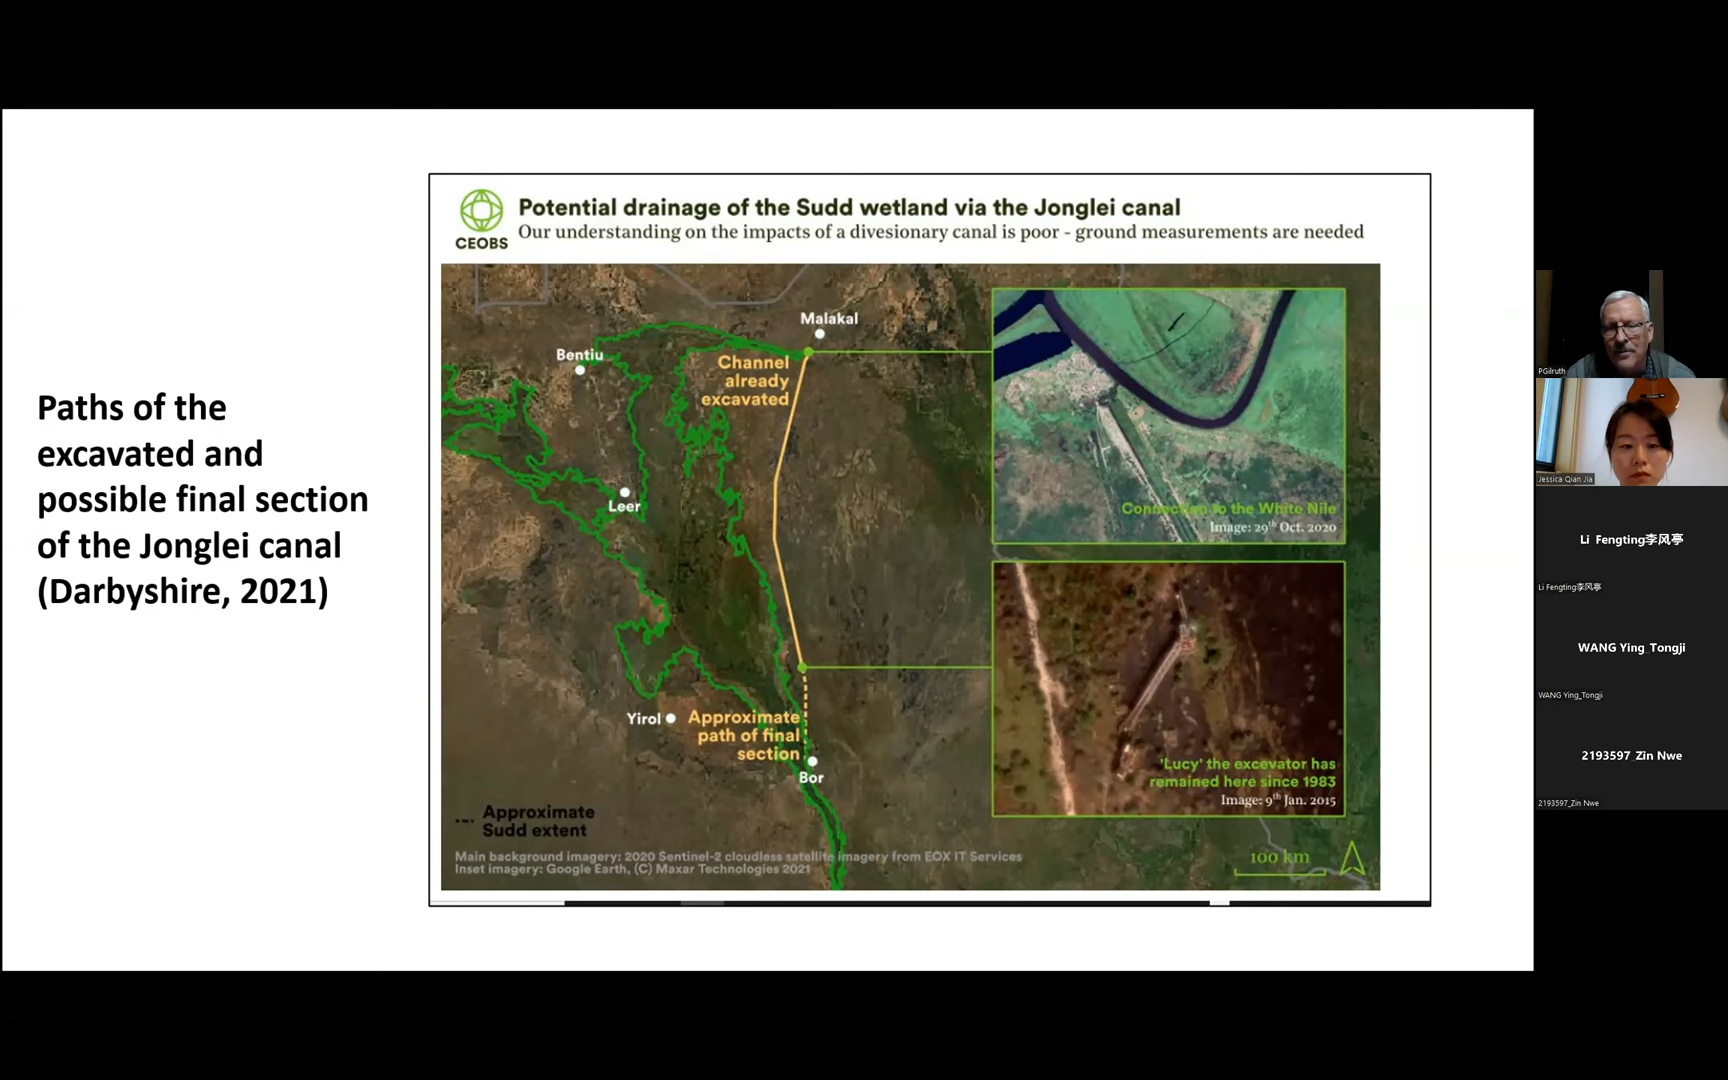 Paths of the
excavated and
possible final section
of the Jonglei canal
(Darbyshire, 2021)
CEOBS
Potential drainage of the Sudd wetland via the Jonglei canal
Our understanding on the impacts of a divesionary canal is poor - ground measurements are needed
Malakal
Bentiu
Channel
already
excavated
Leer
Connection to the White Nile
Image: 29th Oct. 2020
Yirol
Approximate
path of final
section
Bor
'Lucy' the excevator has
remained here since 1983
Image: 9th Jan. 2015
Approximate
Sudd extent
Main background imagery: 2020 Sentinel-2 cloudless satellite imagery from EOX IT Services
Inset imagery: Google Earth, (C) Maxar Technologies 2021
100 km
PGilruth
Jessica Qian Jia
Li Fengting李风亭
Li Fengting李风亭
WANG Ying_Tongji
WANG Ying_Tongji
2193597_Zin Nwe
2193597_Zin Nwe